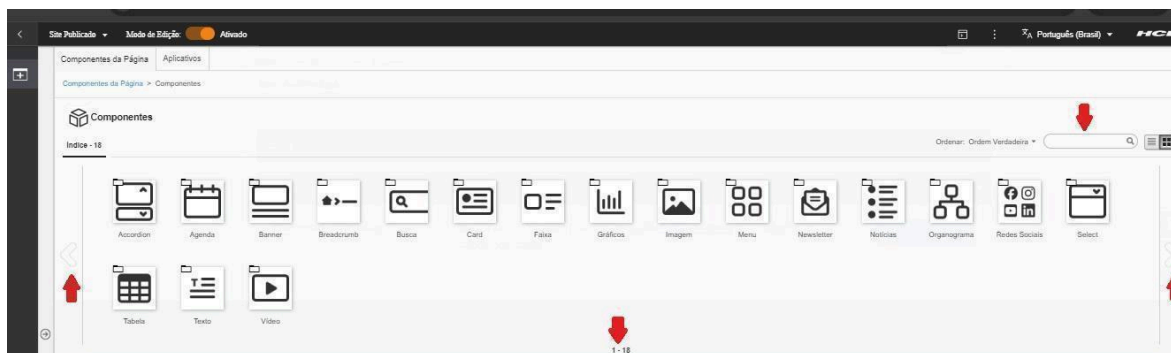 Site Publicado Modo de Edição: Ativado Português (Brasil) HCL
Componentes da Página Aplicativos
Componentes da Página > Componentes
Componentes
Indice - 18 Ordenar: Ordem Verdadeira
Accordion Agenda Banner Breadcrumb Busca Card Faixa Gráficos Imagem Menu Newsletter Notícias Organograma Redes Sociais Select
Tabela Texto Vídeo
1 - 18